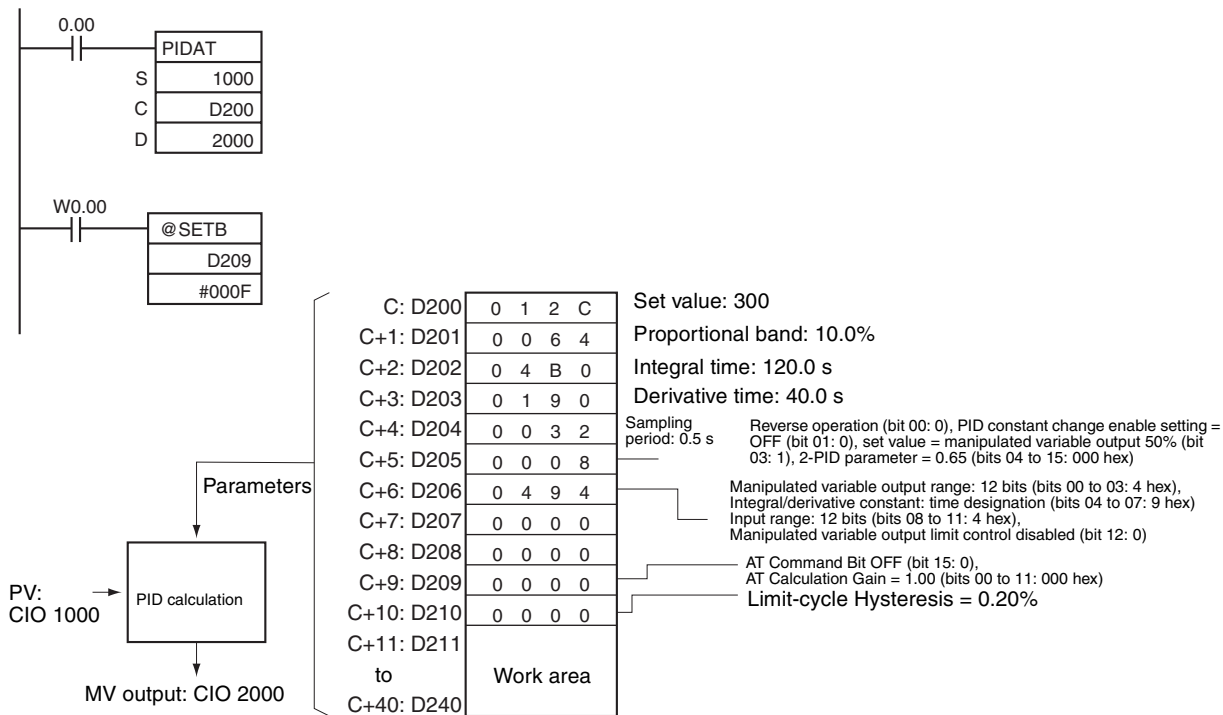 0.00
PIDAT
S 1000
C D200
D 2000
W0.00
@SETB
D209
#000F
C: D200 0 1 2 C Set value: 300
C+1: D201 0 0 6 4 Proportional band: 10.0%
C+2: D202 0 4 B 0 Integral time: 120.0 s
C+3: D203 0 1 9 0 Derivative time: 40.0 s
C+4: D204 0 0 3 2 Sampling
period: 0.5 s
C+5: D205 0 0 0 8
Reverse operation (bit 00: 0), PID constant change enable setting =
OFF (bit 01: 0), set value = manipulated variable output 50% (bit
03: 1), 2-PID parameter = 0.65 (bits 04 to 15: 000 hex)
C+6: D206 0 4 9 4
Manipulated variable output range: 12 bits (bits 00 to 03: 4 hex),
Integral/derivative constant: time designation (bits 04 to 07: 9 hex)
Input range: 12 bits (bits 08 to 11: 4 hex),
Manipulated variable output limit control disabled (bit 12: 0)
C+7: D207 0 0 0 0
C+8: D208 0 0 0 0
C+9: D209 0 0 0 0
AT Command Bit OFF (bit 15: 0),
AT Calculation Gain = 1.00 (bits 00 to 11: 000 hex)
C+10: D210 0 0 0 0 Limit-cycle Hysteresis = 0.20%
C+11: D211
to
C+40: D240
Work area
Parameters
PV:
CIO 1000
PID calculation
MV output: CIO 2000